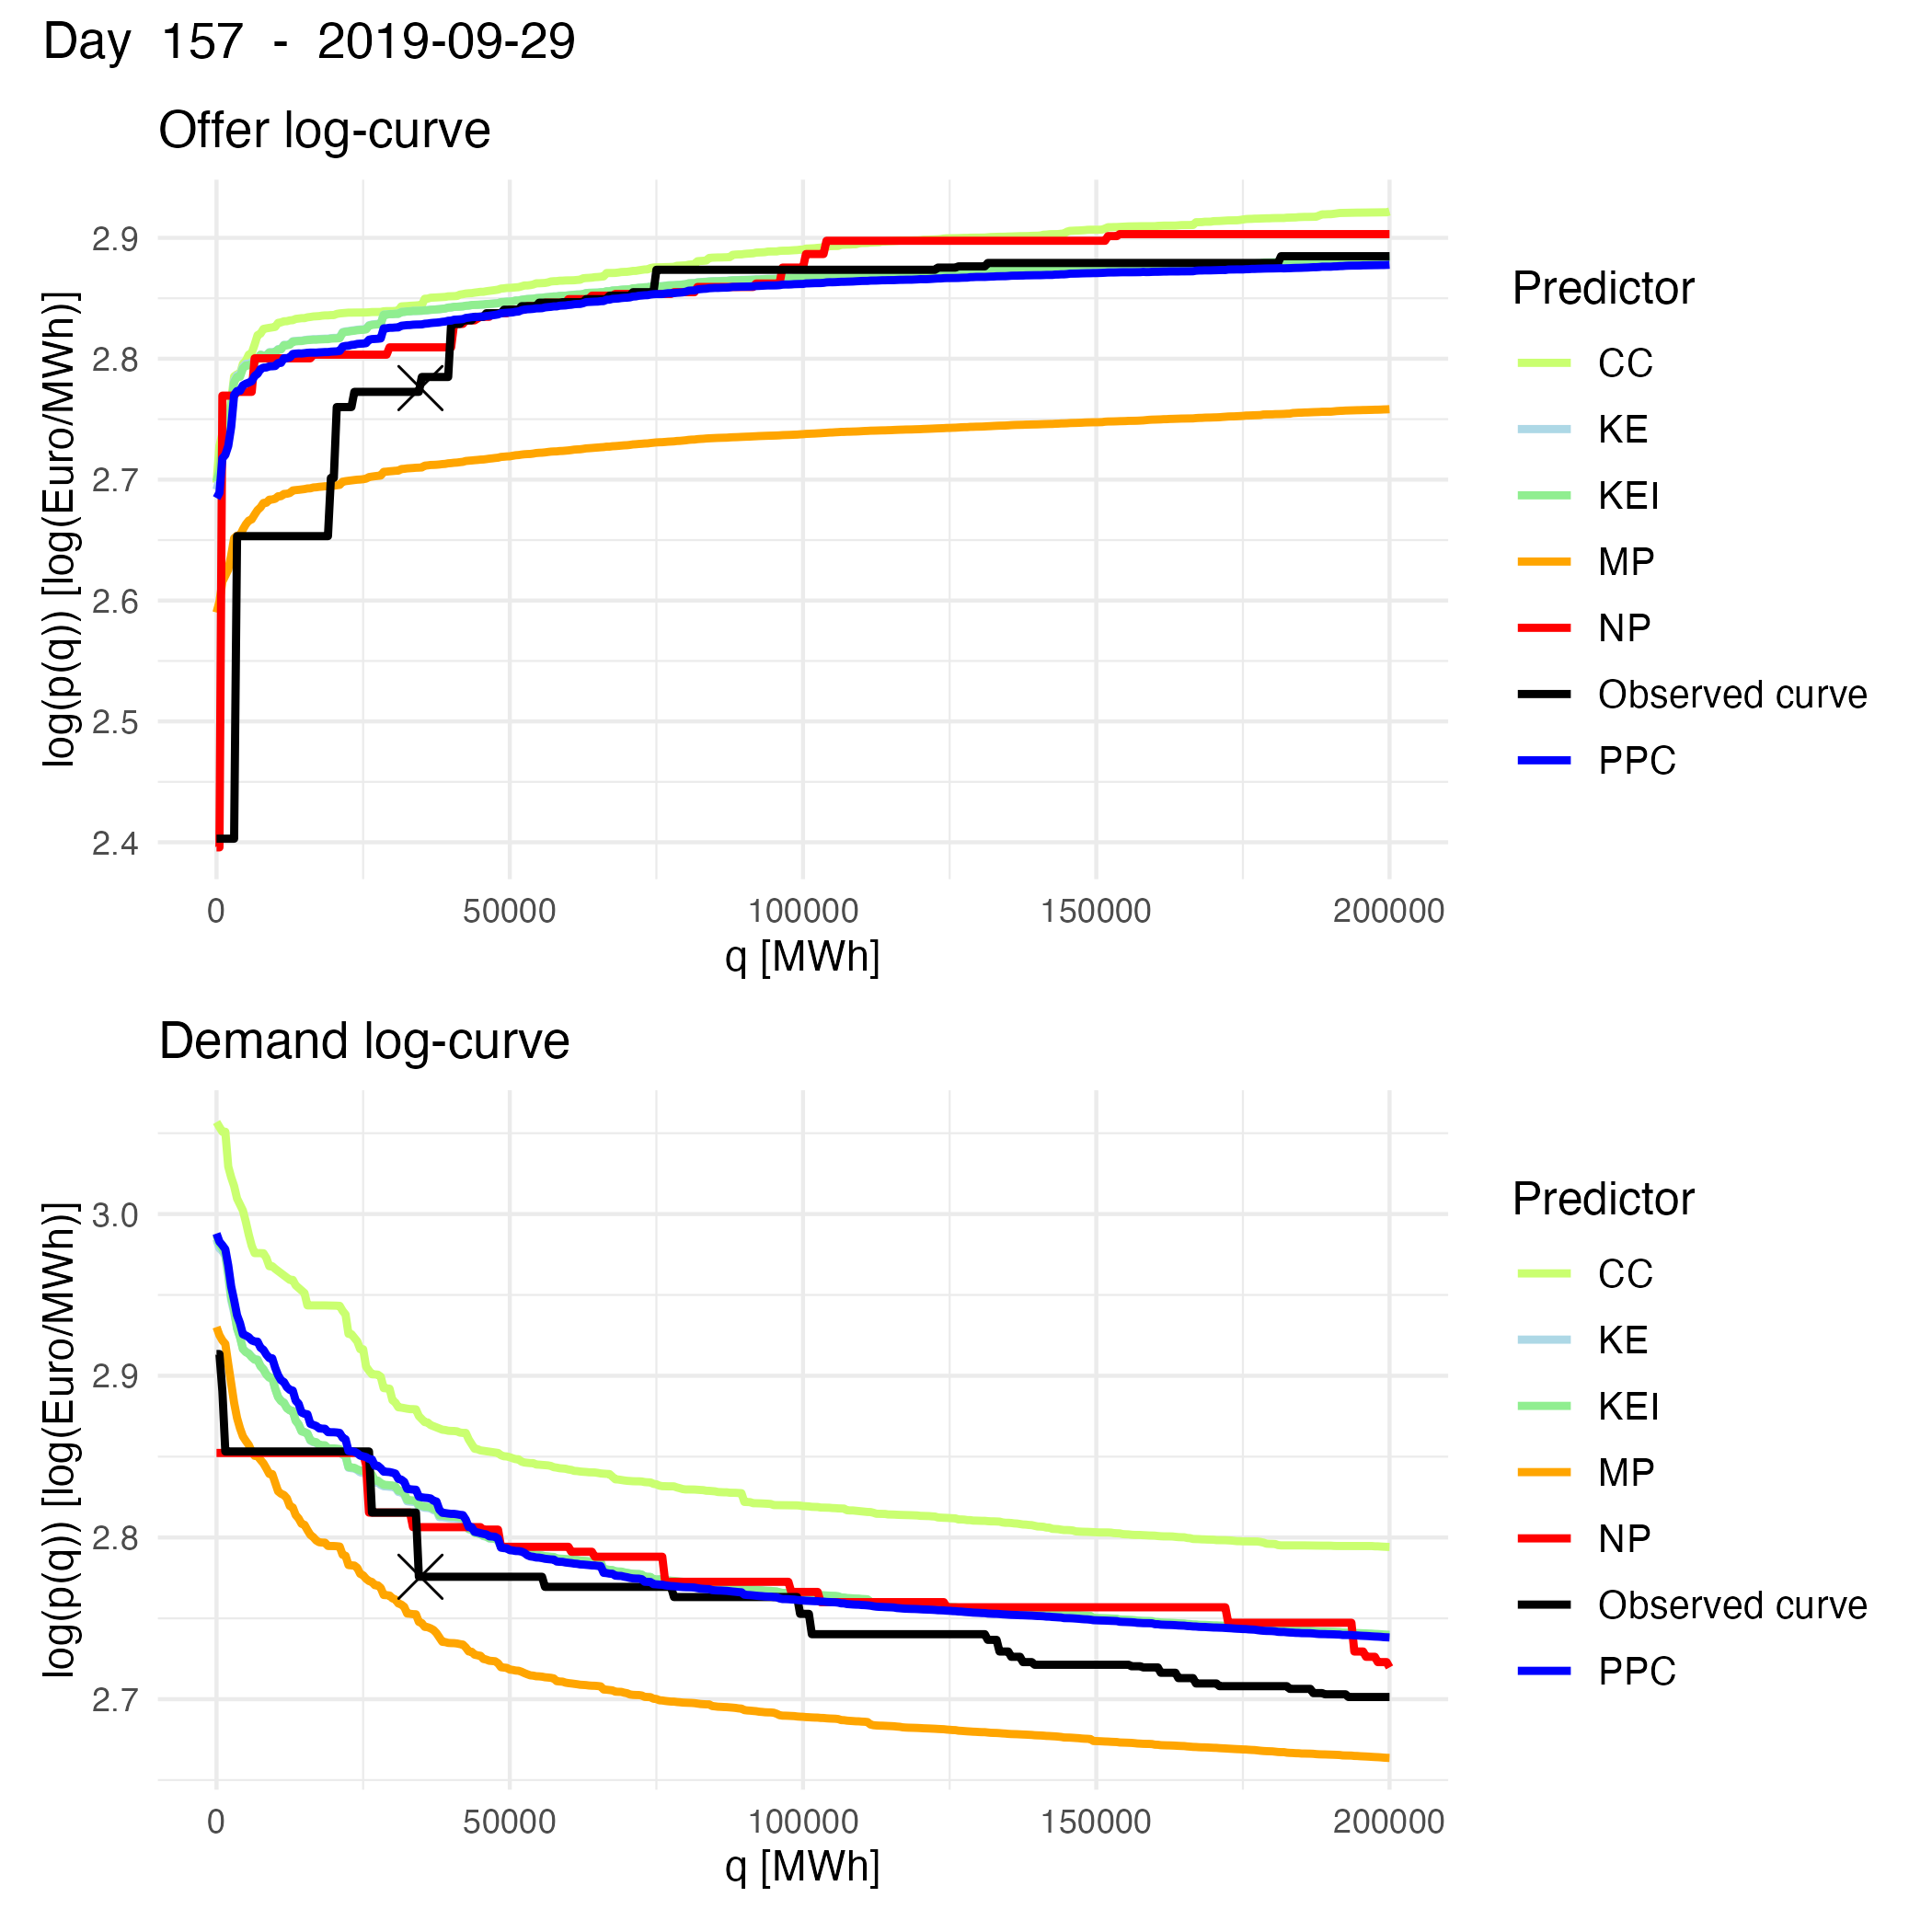 Day 157 - 2019-09-29
Offer log-curve
log(p(q)) [log(Euro/MWh)]
2.9
2.8
2.7
2.6
2.5
2.4
0 50000 100000 150000 200000
q [MWh]
Predictor
CC
KE
KEI
MP
NP
Observed curve
PPC
Demand log-curve
log(p(q)) [log(Euro/MWh)]
3.0
2.9
2.8
2.7
0 50000 100000 150000 200000
q [MWh]
Predictor
CC
KE
KEI
MP
NP
Observed curve
PPC